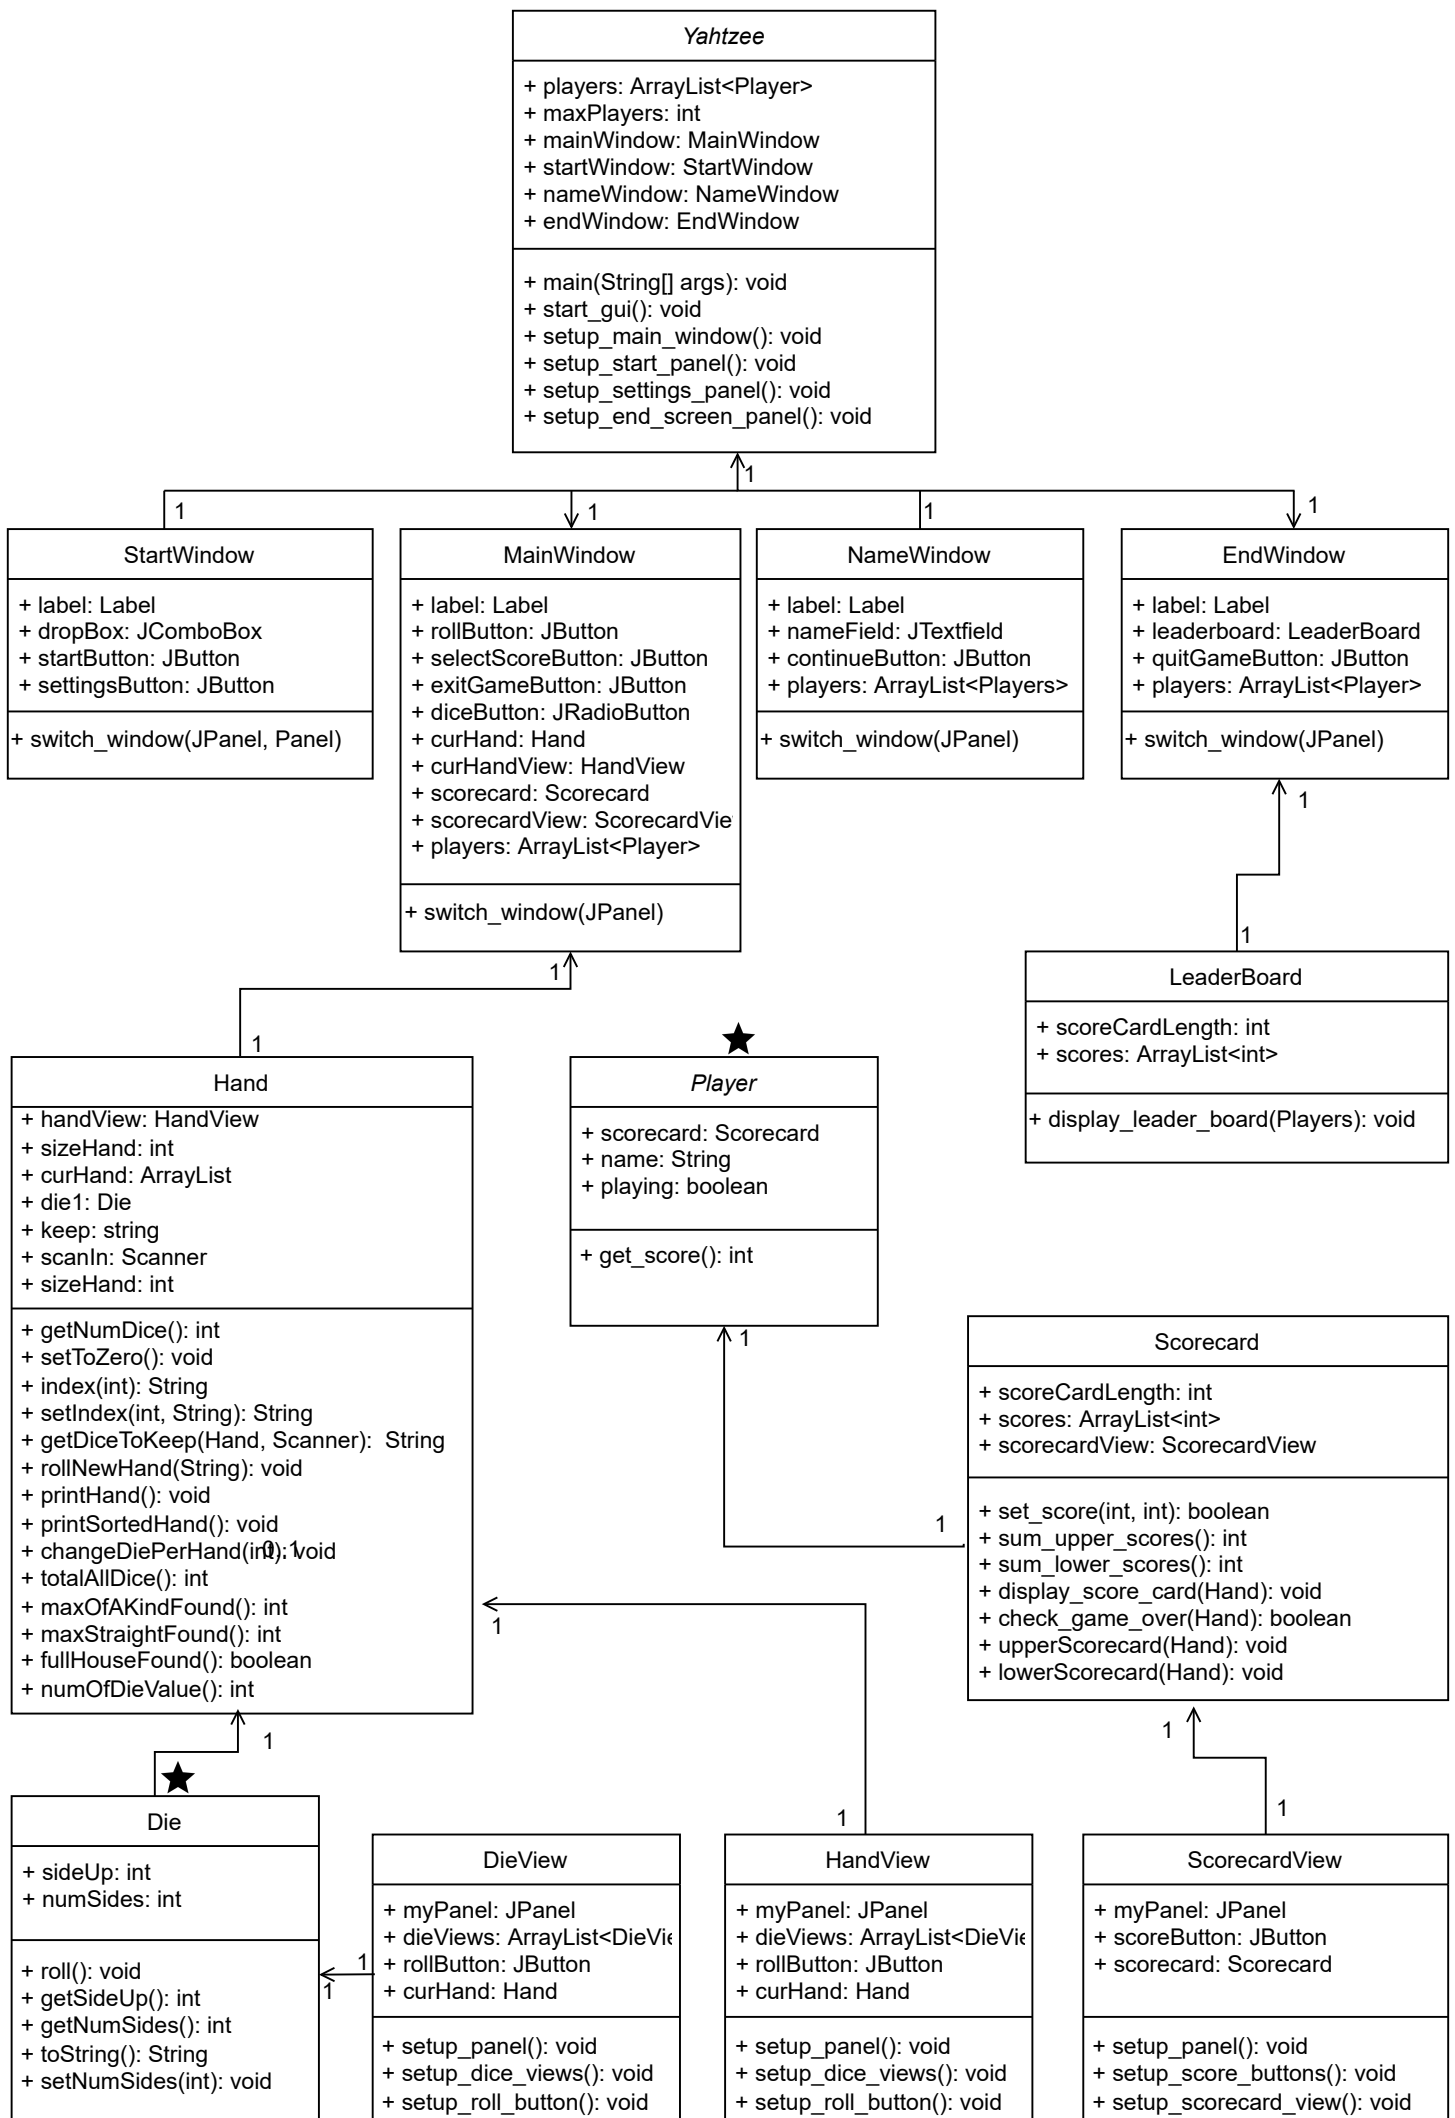 Yahtzee
+ players: ArrayList<Player>
+ maxPlayers: int
+ mainWindow: MainWindow
+ startWindow: StartWindow
+ nameWindow: NameWindow
+ endWindow: EndWindow
+ main(String[] args): void
+ start_gui(): void
+ setup_main_window(): void
+ setup_start_panel(): void
+ setup_settings_panel(): void
+ setup_end_screen_panel(): void
1
1
1
1
1
StartWindow
+ label: Label
+ dropBox: JComboBox
+ startButton: JButton
+ settingsButton: JButton
+ switch_window(JPanel, Panel)
MainWindow
+ label: Label
+ rollButton: JButton
+ selectScoreButton: JButton
+ exitGameButton: JButton
+ diceButton: JRadioButton
+ curHand: Hand
+ curHandView: HandView
+ scorecard: Scorecard
+ scorecardView: ScorecardVie
+ players: ArrayList<Player>
+ switch_window(JPanel)
NameWindow
+ label: Label
+ nameField: JTextfield
+ continueButton: JButton
+ players: ArrayList<Players>
+ switch_window(JPanel)
EndWindow
+ label: Label
+ leaderboard: LeaderBoard
+ quitGameButton: JButton
+ players: ArrayList<Player>
+ switch_window(JPanel)
1
1
1
1
LeaderBoard
+ scoreCardLength: int
+ scores: ArrayList<int>
+ display_leader_board(Players): void
Hand
+ handView: HandView
+ sizeHand: int
+ curHand: ArrayList
+ die1: Die
+ keep: string
+ scanIn: Scanner
+ sizeHand: int
+ getNumDice(): int
+ setToZero(): void
+ index(int): String
+ setIndex(int, String): String
+ getDiceToKeep(Hand, Scanner): String
+ rollNewHand(String): void
+ printHand(): void
+ printSortedHand(): void
+ changeDiePerHand(int): void
0..1
+ totalAllDice(): int
+ maxOfAKindFound(): int
+ maxStraightFound(): int
+ fullHouseFound(): boolean
+ numOfDieValue(): int
Player
+ scorecard: Scorecard
+ name: String
+ playing: boolean
+ get_score(): int
1
1
Scorecard
+ scoreCardLength: int
+ scores: ArrayList<int>
+ scorecardView: ScorecardView
+ set_score(int, int): boolean
+ sum_upper_scores(): int
+ sum_lower_scores(): int
+ display_score_card(Hand): void
+ check_game_over(Hand): boolean
+ upperScorecard(Hand): void
+ lowerScorecard(Hand): void
1
1
1
1
1
Die
+ sideUp: int
+ numSides: int
+ roll(): void
+ getSideUp(): int
+ getNumSides(): int
+ toString(): String
+ setNumSides(int): void
1
1
DieView
+ myPanel: JPanel
+ dieViews: ArrayList<DieVie
+ rollButton: JButton
+ curHand: Hand
+ setup_panel(): void
+ setup_dice_views(): void
+ setup_roll_button(): void
HandView
+ myPanel: JPanel
+ dieViews: ArrayList<DieVie
+ rollButton: JButton
+ curHand: Hand
+ setup_panel(): void
+ setup_dice_views(): void
+ setup_roll_button(): void
ScorecardView
+ myPanel: JPanel
+ scoreButton: JButton
+ scorecard: Scorecard
+ setup_panel(): void
+ setup_score_buttons(): void
+ setup_scorecard_view(): void